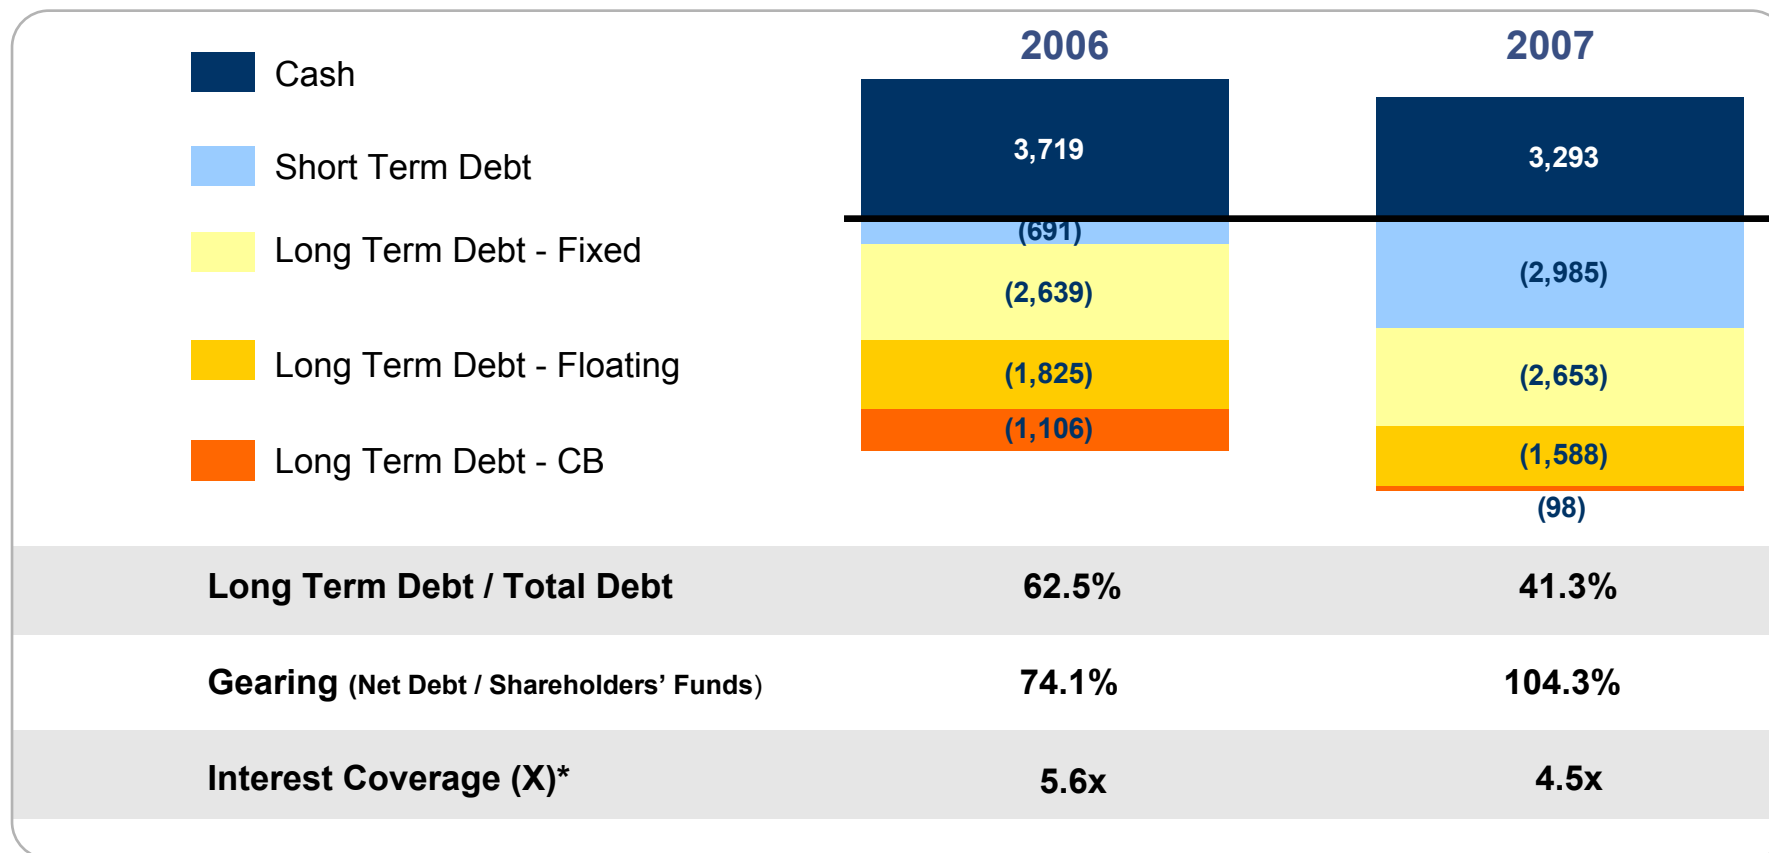 2006 2007
Cash
3,719 3,293
Short Term Debt
(691)
Long Term Debt - Fixed
(2,985)
(2,639)
Long Term Debt - Floating
(1,825) (2,653)
(1,106)
Long Term Debt - CB
(1,588)
(98)
Long Term Debt / Total Debt 62.5% 41.3%
Gearing (Net Debt / Shareholders’ Funds) 74.1% 104.3%
Interest Coverage (X)* 5.6x 4.5x